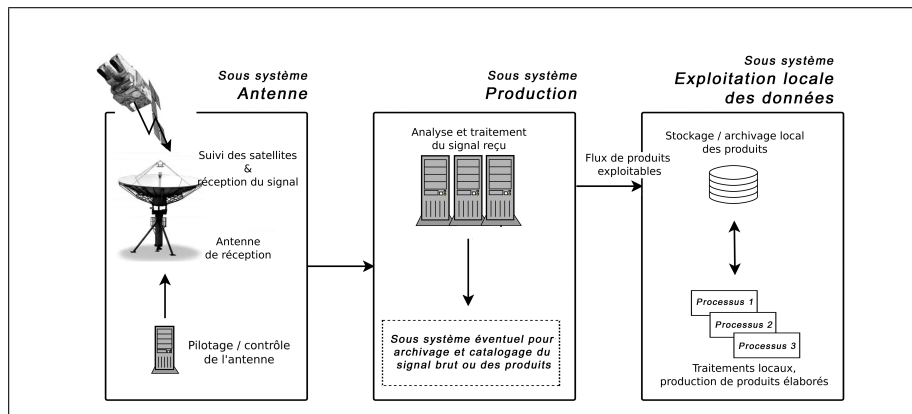 Sous système
Antenne
Suivi des satellites
&
réception du signal
Antenne
de réception
Pilotage / contrôle
de l'antenne
Sous système
Production
Analyse et traitement
du signal reçu
Sous système éventuel pour
archivage et catalogage du
signal brut ou des produits
Flux de produits
exploitables
Sous système
Exploitation locale
des données
Stockage / archivage local
des produits
Processus 1
Processus 2
Processus 3
Traitements locaux,
production de produits élaborés